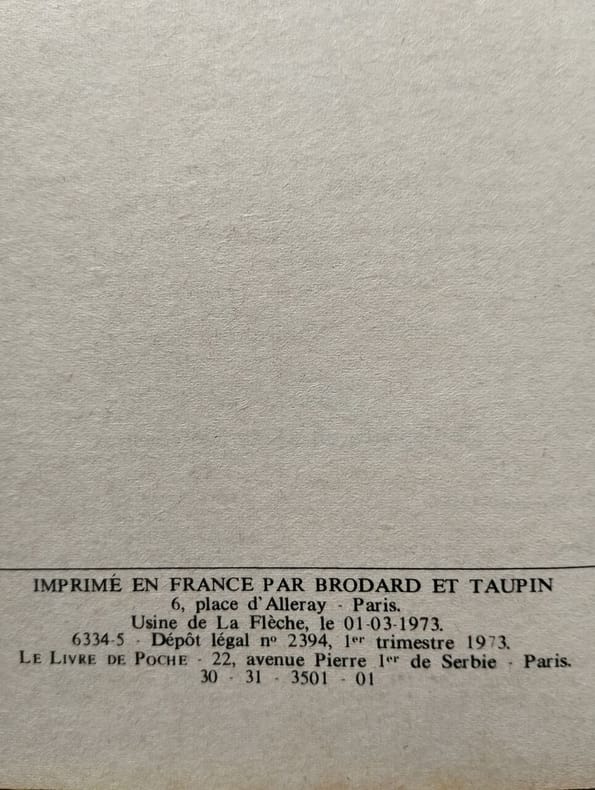 IMPRIMÉ EN FRANCE PAR BRODARD ET TAUPIN
6, place d'Alleray - Paris.
Usine de La Flèche, le 01-03-1973.
6334-5 - Dépôt légal nº 2394, 1er trimestre 1973.
LE LIVRE DE POCHE - 22, avenue Pierre 1er de Serbie - Paris.
30 - 31 - 3501 - 01